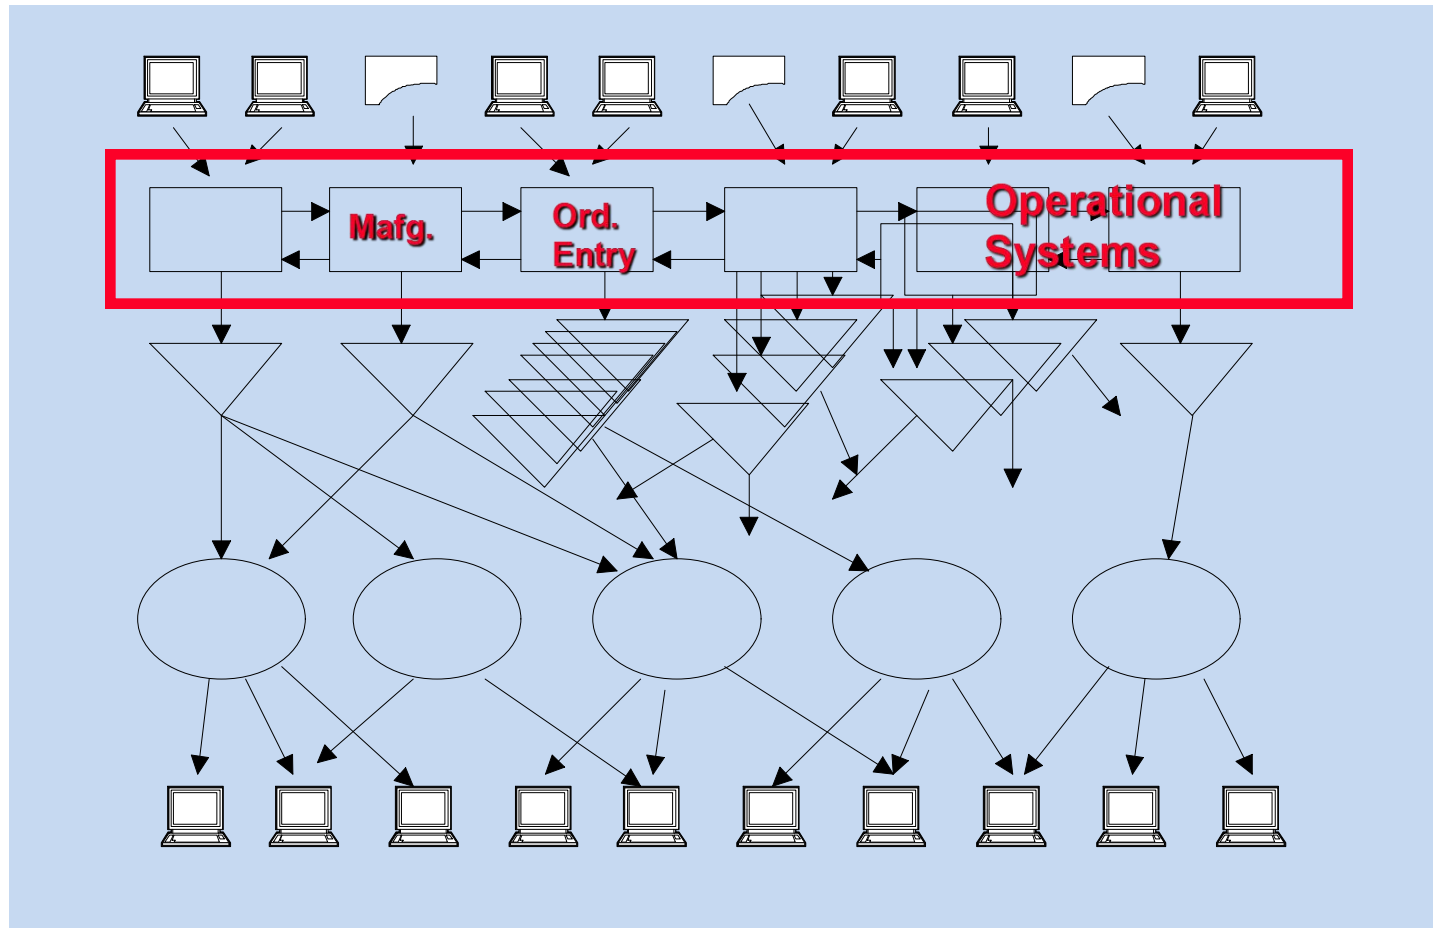 Mafg.
Ord.
Entry
Operational
Systems